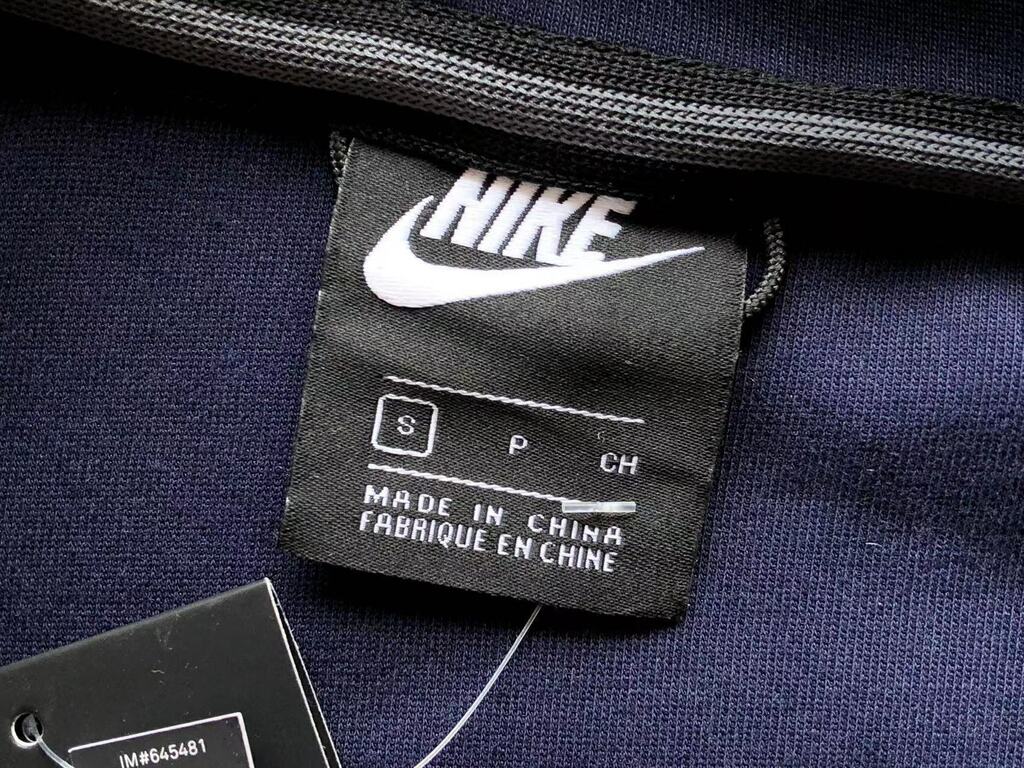 NIKE
S P CH
MADE IN CHINA
FABRIQUE EN CHINE
IM#645481